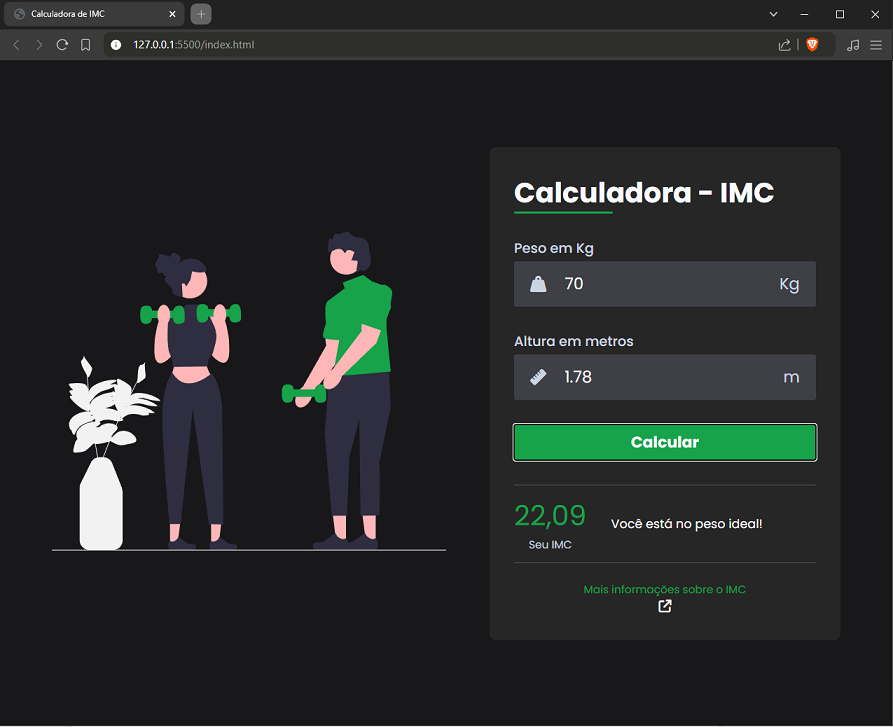 Calculadora de IMC
127.0.0.1:5500/index.html
Calculadora - IMC
Peso em Kg
70 Kg
Altura em metros
1.78 m
Calcular
22,09
Seu IMC
Você está no peso ideal!
Mais informações sobre o IMC